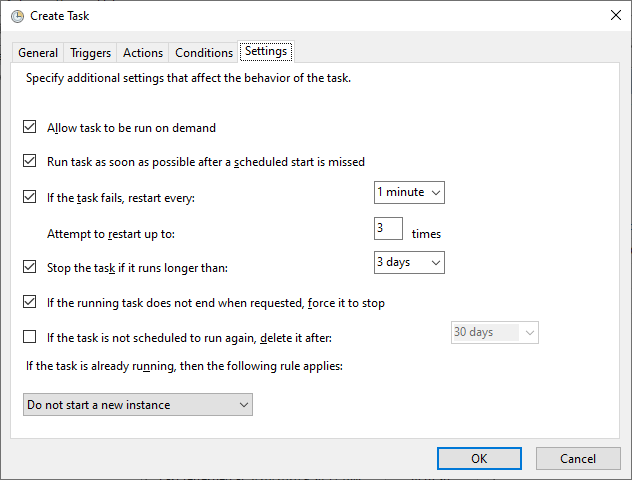 Create Task
General Triggers Actions Conditions Settings
Specify additional settings that affect the behavior of the task.
Allow task to be run on demand
Run task as soon as possible after a scheduled start is missed
If the task fails, restart every: 1 minute
Attempt to restart up to: 3 times
Stop the task if it runs longer than: 3 days
If the running task does not end when requested, force it to stop
If the task is not scheduled to run again, delete it after: 30 days
If the task is already running, then the following rule applies:
Do not start a new instance
OK Cancel